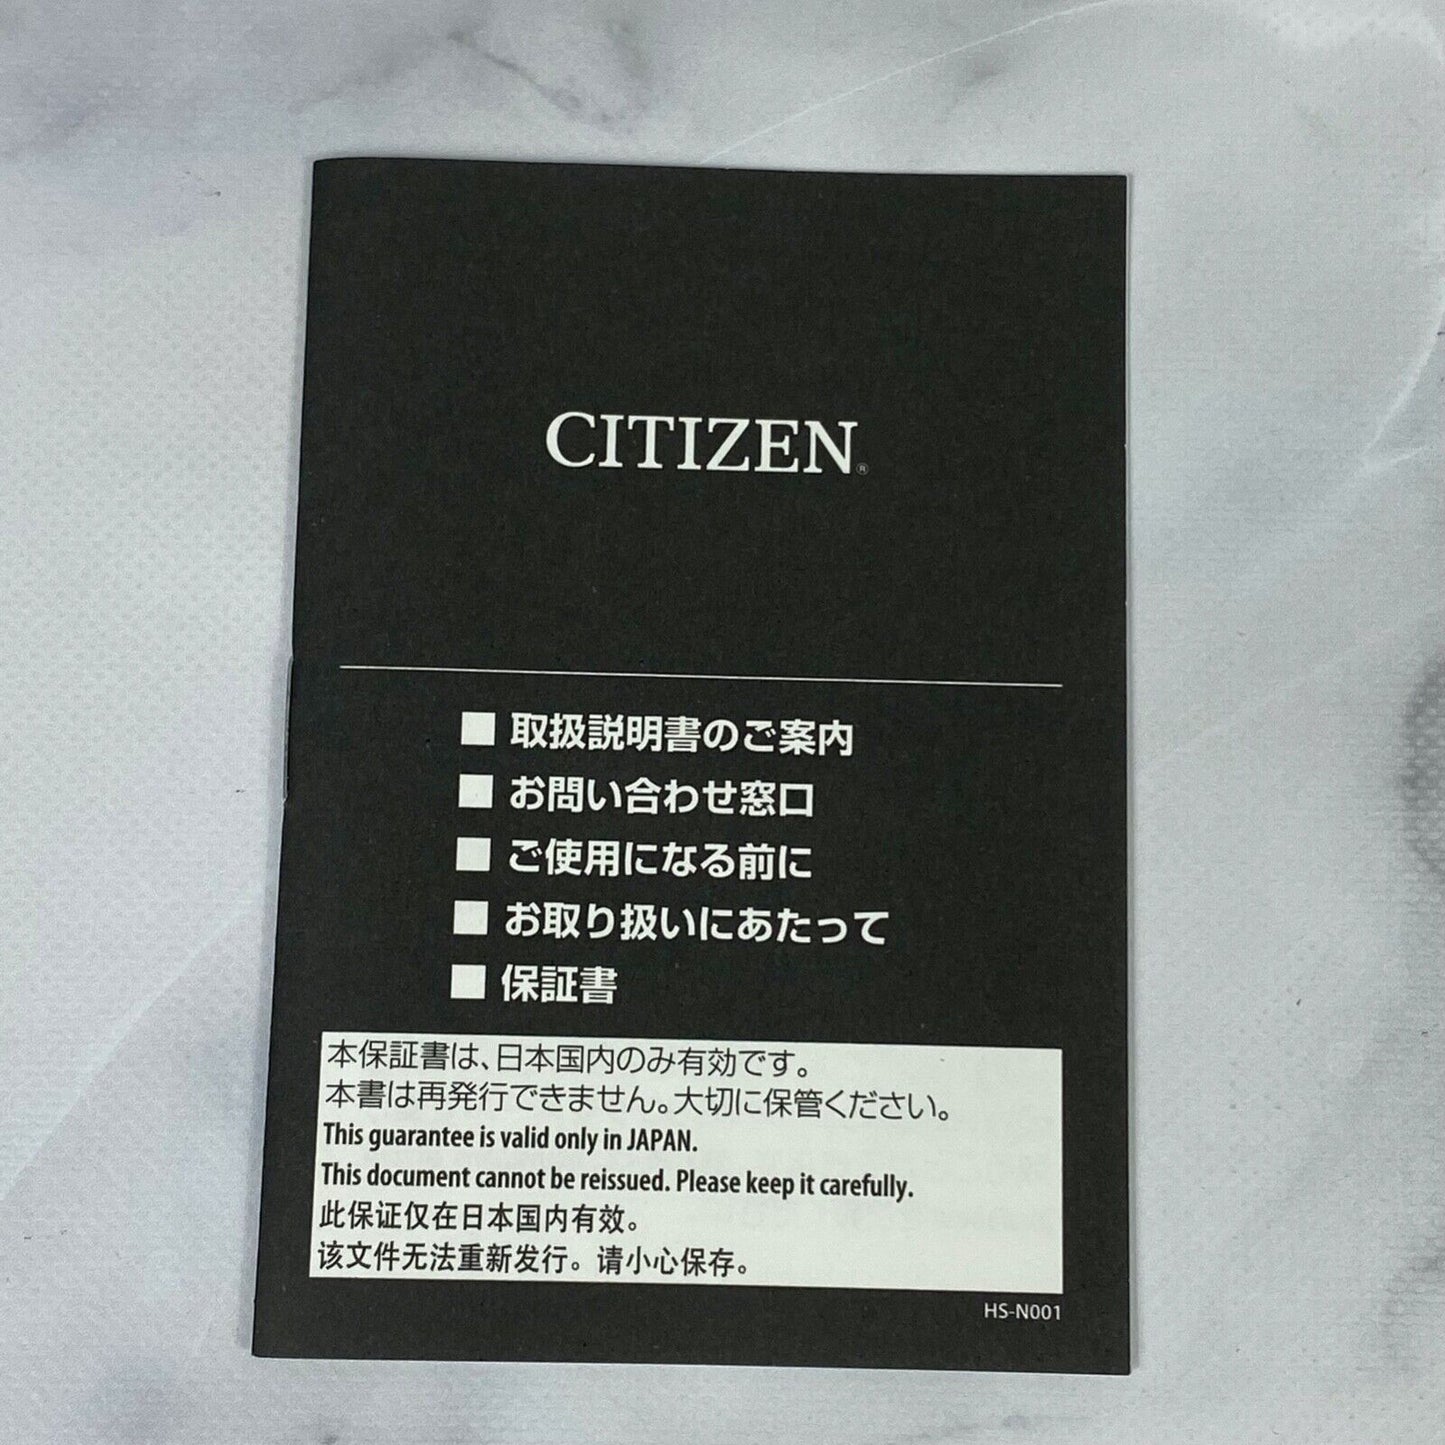 CITIZEN®
■ 取扱説明書のご案内
■ お問い合わせ窓口
■ ご使用になる前に
■ お取り扱いにあたって
■ 保証書
本保証書は、日本国内のみ有効です。
本書は再発行できません。大切に保管ください。
This guarantee is valid only in JAPAN.
This document cannot be reissued. Please keep it carefully.
此保证仅在日本国内有效。
该文件无法重新发行。请小心保存。
HS-N001